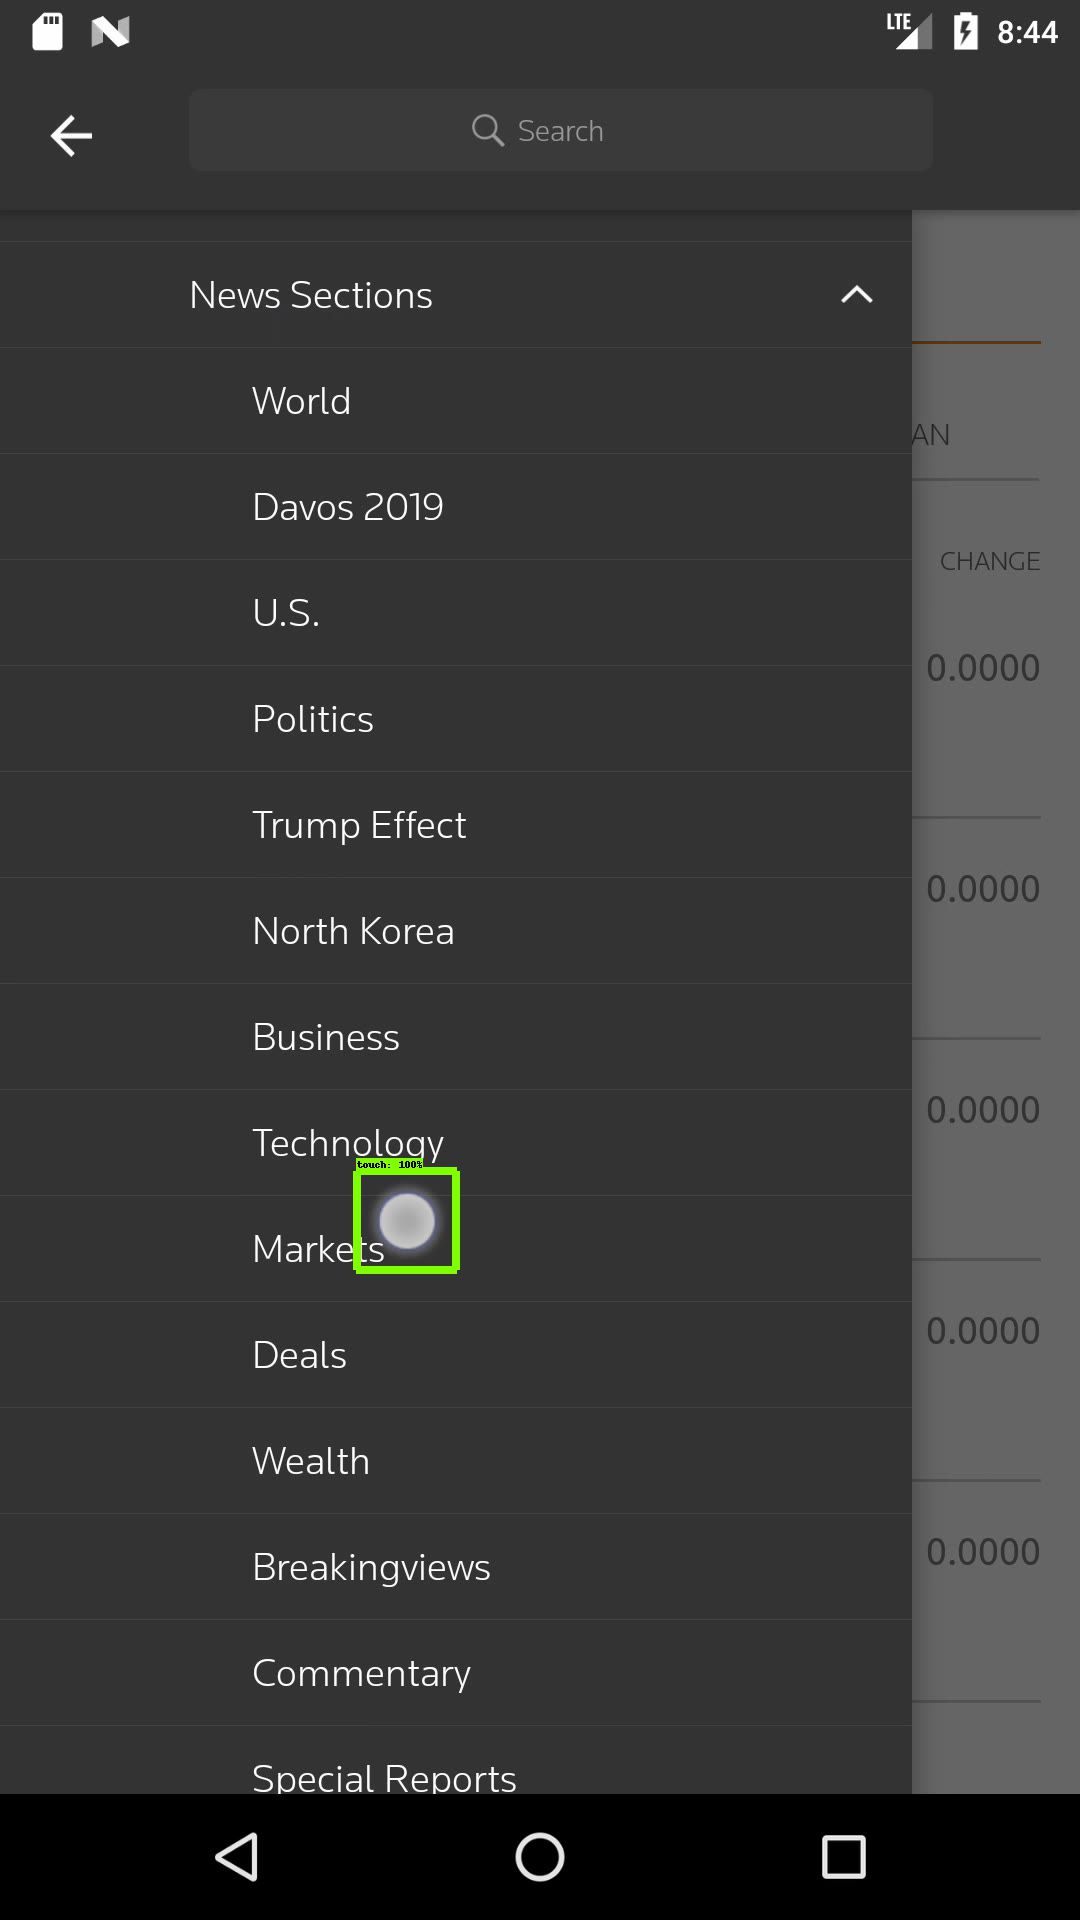 LTE 8:44
Search
News Sections
World
AN
Davos 2019
CHANGE
U.S.
0.0000
Politics
Trump Effect
0.0000
North Korea
Business
0.0000
Technology
touch: 100%
Markets
0.0000
Deals
Wealth
0.0000
Breakingviews
Commentary
Special Reports